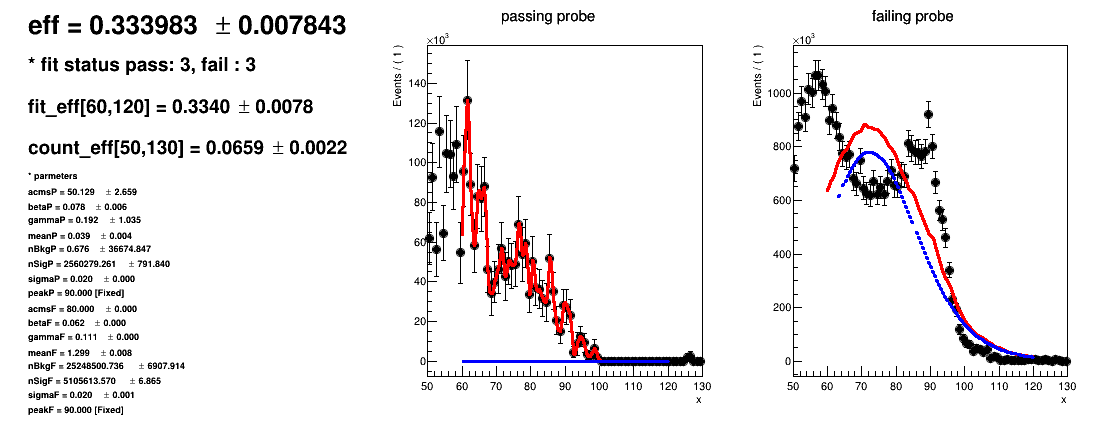 eff = 0.333983 ± 0.007843
* fit status pass: 3, fail : 3
fit_eff[60,120] = 0.3340 ± 0.0078
count_eff[50,130] = 0.0659 ± 0.0022
* parmeters
acmsP = 50.129 ± 2.659
betaP = 0.078 ± 0.006
gammaP = 0.192 ± 1.035
meanP = 0.039 ± 0.004
nBkgP = 0.676 ± 36674.847
nSigP = 2560279.261 ± 791.840
sigmaP = 0.020 ± 0.000
peakP = 90.000 [Fixed]
acmsF = 80.000 ± 0.000
betaF = 0.062 ± 0.000
gammaF = 0.111 ± 0.000
meanF = 1.299 ± 0.008
nBkgF = 25248500.736 ± 6907.914
nSigF = 5105613.570 ± 6.865
sigmaF = 0.020 ± 0.001
peakF = 90.000 [Fixed]
passing probe
×10³
Events / ( 1 )
140
120
100
80
60
40
20
0
50 60 70 80 90 100 110 120 130
x
failing probe
×10³
Events / ( 1 )
1000
800
600
400
200
0
50 60 70 80 90 100 110 120 130
x